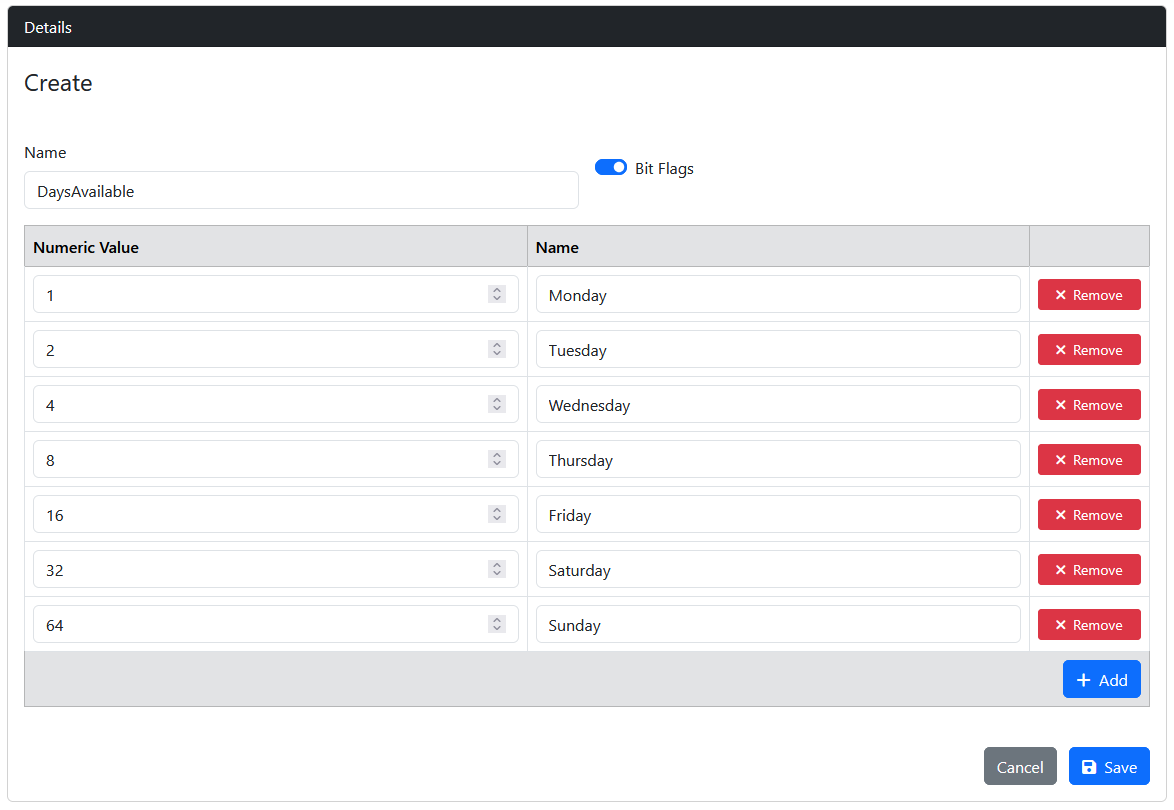 Details
Create
Name
DaysAvailable
Bit Flags
Numeric Value Name
1 Monday Remove
2 Tuesday Remove
4 Wednesday Remove
8 Thursday Remove
16 Friday Remove
32 Saturday Remove
64 Sunday Remove
Add
Cancel Save